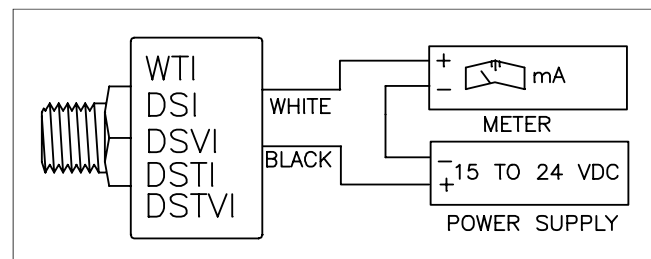 WTI
DSI
DSVI
DSTI
DSTVI
WHITE
BLACK
+
−
mA
METER
−
+
15 TO 24 VDC
POWER SUPPLY